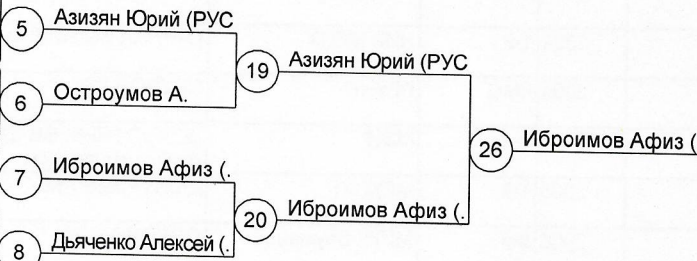 5 Азизян Юрий (РУС
19 Азизян Юрий (РУС
6 Остроумов А.
26 Иброимов Афиз (
7 Иброимов Афиз (.
20 Иброимов Афиз (.
8 Дьяченко Алексей (.